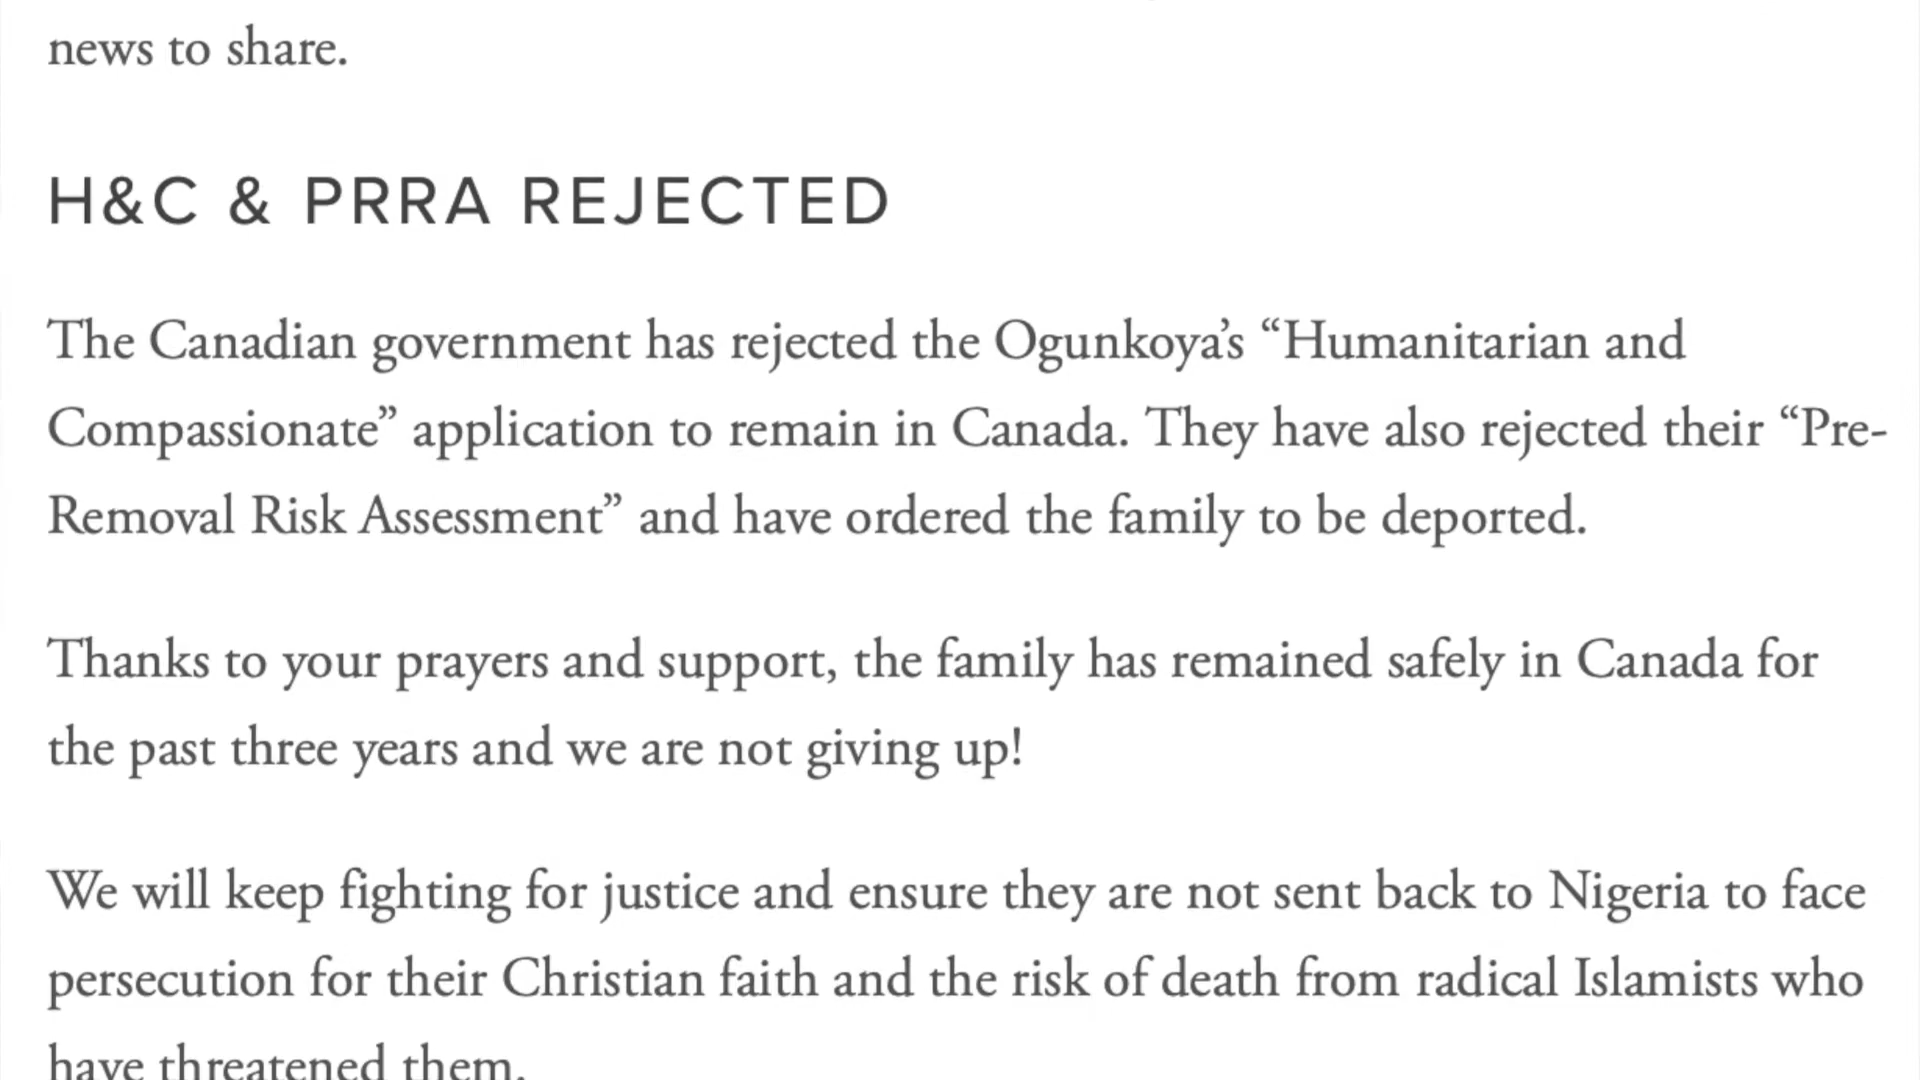 news to share.
H&C & PRRA REJECTED
The Canadian government has rejected the Ogunkoya’s “Humanitarian and
Compassionate” application to remain in Canada. They have also rejected their “Pre-
Removal Risk Assessment” and have ordered the family to be deported.
Thanks to your prayers and support, the family has remained safely in Canada for
the past three years and we are not giving up!
We will keep fighting for justice and ensure they are not sent back to Nigeria to face
persecution for their Christian faith and the risk of death from radical Islamists who
have threatened them.